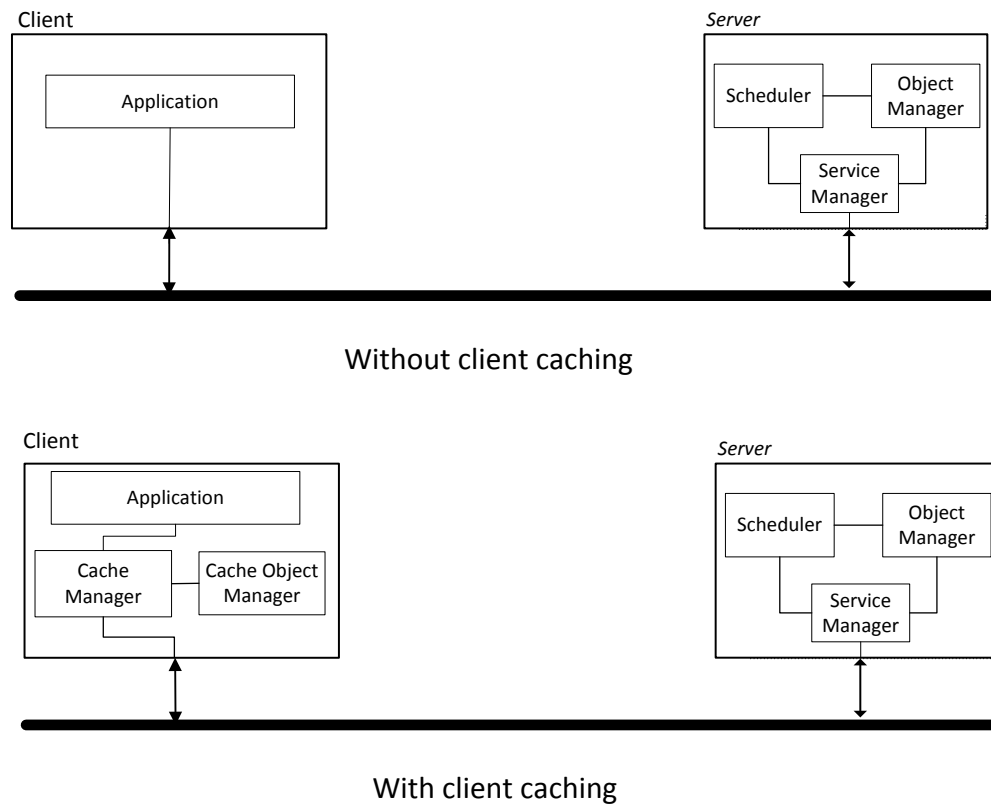 Client
Server
Application
Scheduler
Object
Manager
Service
Manager
Without client caching
Client
Server
Application
Cache
Manager
Cache Object
Manager
Scheduler
Object
Manager
Service
Manager
With client caching